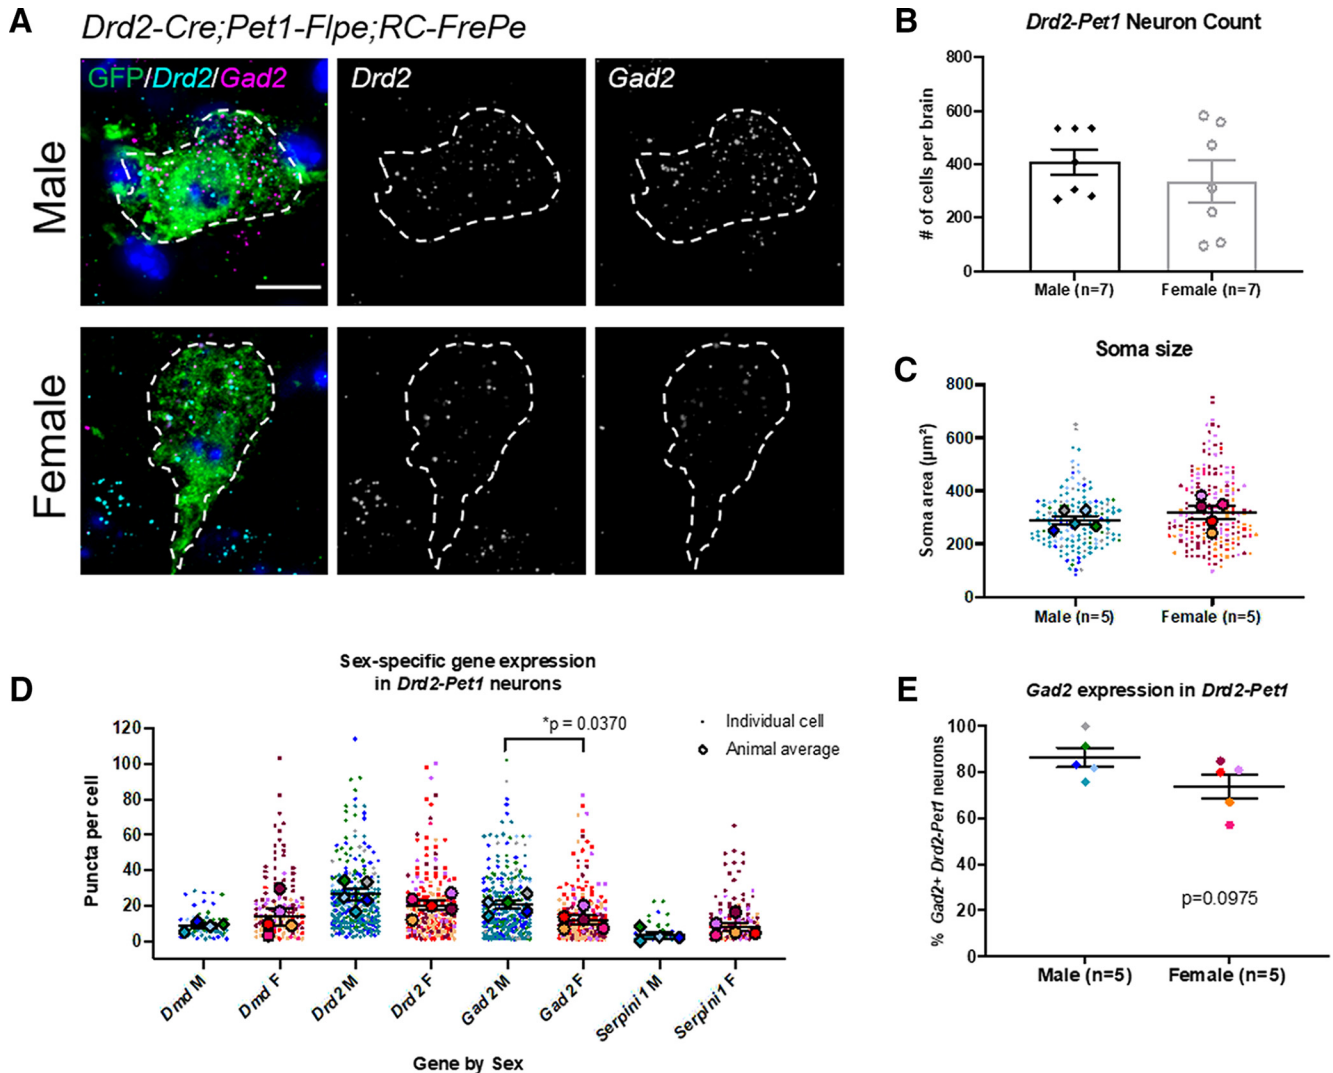 A
Drd2-Cre;Pet1-Flpe;RC-FrePe
Male
GFP/Drd2/Gad2
Drd2
Gad2
Female
B
Drd2-Pet1 Neuron Count
# of cells per brain
800
600
400
200
0
Male (n=7)
Female (n=7)
C
Soma size
Soma area (µm²)
800
600
400
200
0
Male (n=5)
Female (n=5)
D
Sex-specific gene expression
in Drd2-Pet1 neurons
Puncta per cell
120
100
80
60
40
20
0
*p = 0.0370
Individual cell
Animal average
Dmd M
Dmd F
Drd2 M
Drd2 F
Gad2 M
Gad2 F
Serpini1 M
Serpini1 F
Gene by Sex
E
Gad2 expression in Drd2-Pet1
% Gad2+ Drd2-Pet1 neurons
100
80
60
40
20
0
p=0.0975
Male (n=5)
Female (n=5)